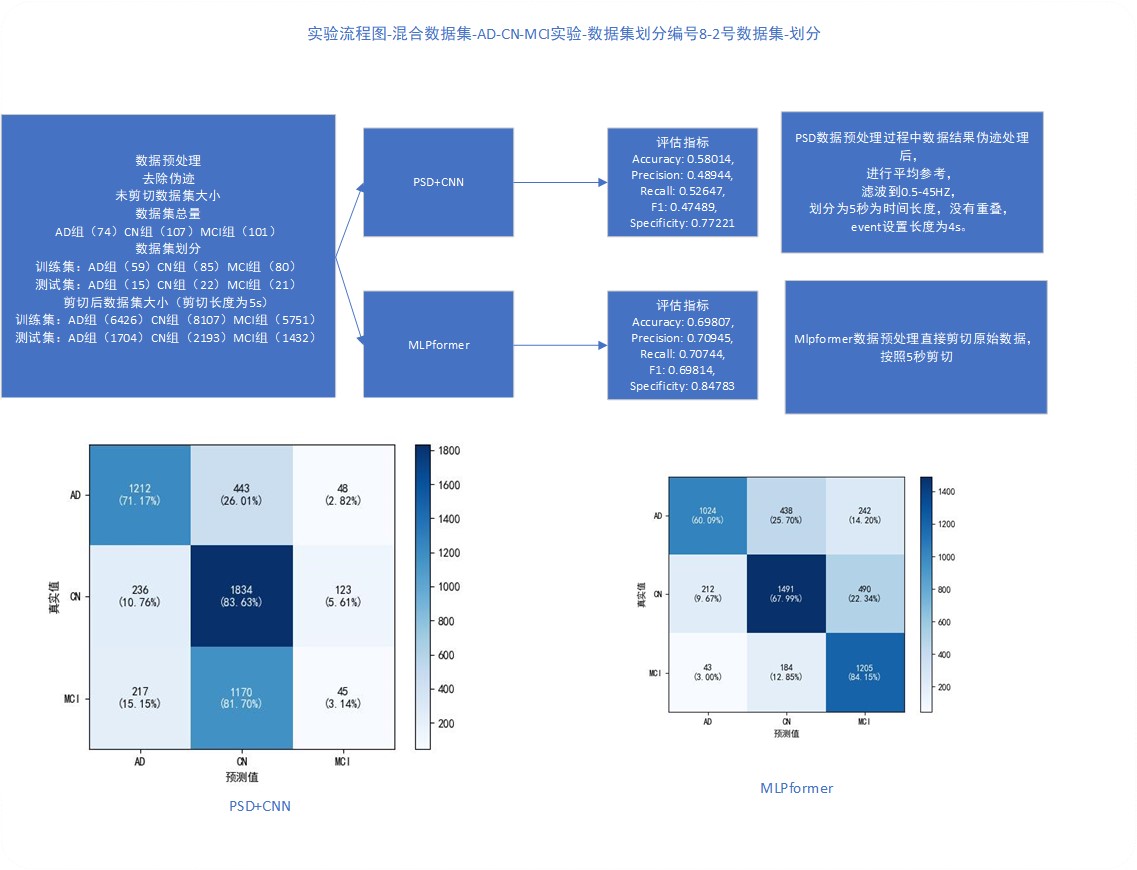 实验流程图-混合数据集-AD-CN-MCI实验-数据集划分编号8-2号数据集-划分
数据预处理
去除伪迹
未剪切数据集大小
数据集总量
AD组（74）CN组（107）MCI组（101）
数据集划分
训练集：AD组（59）CN组（85）MCI组（80）
测试集：AD组（15）CN组（22）MCI组（21）
剪切后数据集大小（剪切长度为5s）
训练集：AD组（6426）CN组（8107）MCI组（5751）
测试集：AD组（1704）CN组（2193）MCI组（1432）
PSD+CNN
评估指标
Accuracy: 0.58014,
Precision: 0.48944,
Recall: 0.52647,
F1: 0.47489,
Specificity: 0.77221
PSD数据预处理过程中数据结果伪迹处理
后，
进行平均参考，
滤波到0.5-45HZ，
划分为5秒为时间长度，没有重叠，
event设置长度为4s。
MLPformer
评估指标
Accuracy: 0.69807,
Precision: 0.70945,
Recall: 0.70744,
F1: 0.69814,
Specificity: 0.84783
Mlpformer数据预处理直接剪切原始数据，
按照5秒剪切
真实值
AD
1212
(71.17%)
443
(26.01%)
48
(2.82%)
CN
236
(10.76%)
1834
(83.63%)
123
(5.61%)
MCI
217
(15.15%)
1170
(81.70%)
45
(3.14%)
AD
CN
MCI
预测值
1800
1600
1400
1200
1000
800
600
400
200
PSD+CNN
真实值
AD
1024
(60.09%)
438
(25.70%)
242
(14.20%)
CN
212
(9.67%)
1491
(67.99%)
490
(22.34%)
MCI
43
(3.00%)
184
(12.85%)
1205
(84.15%)
AD
CN
MCI
预测值
1400
1200
1000
800
600
400
200
MLPformer